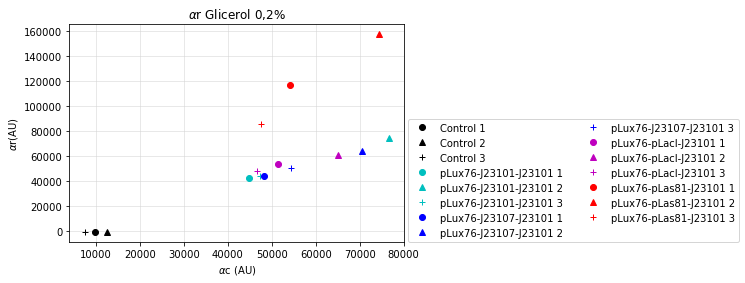 αr Glicerol 0,2%
160000
140000
120000
100000
80000
60000
40000
20000
0
αr(AU)
10000 20000 30000 40000 50000 60000 70000 80000
αc (AU)
Control 1
Control 2
Control 3
pLux76-J23101-J23101 1
pLux76-J23101-J23101 2
pLux76-J23101-J23101 3
pLux76-J23107-J23101 1
pLux76-J23107-J23101 2
pLux76-J23107-J23101 3
pLux76-pLacI-J23101 1
pLux76-pLacI-J23101 2
pLux76-pLacI-J23101 3
pLux76-pLas81-J23101 1
pLux76-pLas81-J23101 2
pLux76-pLas81-J23101 3